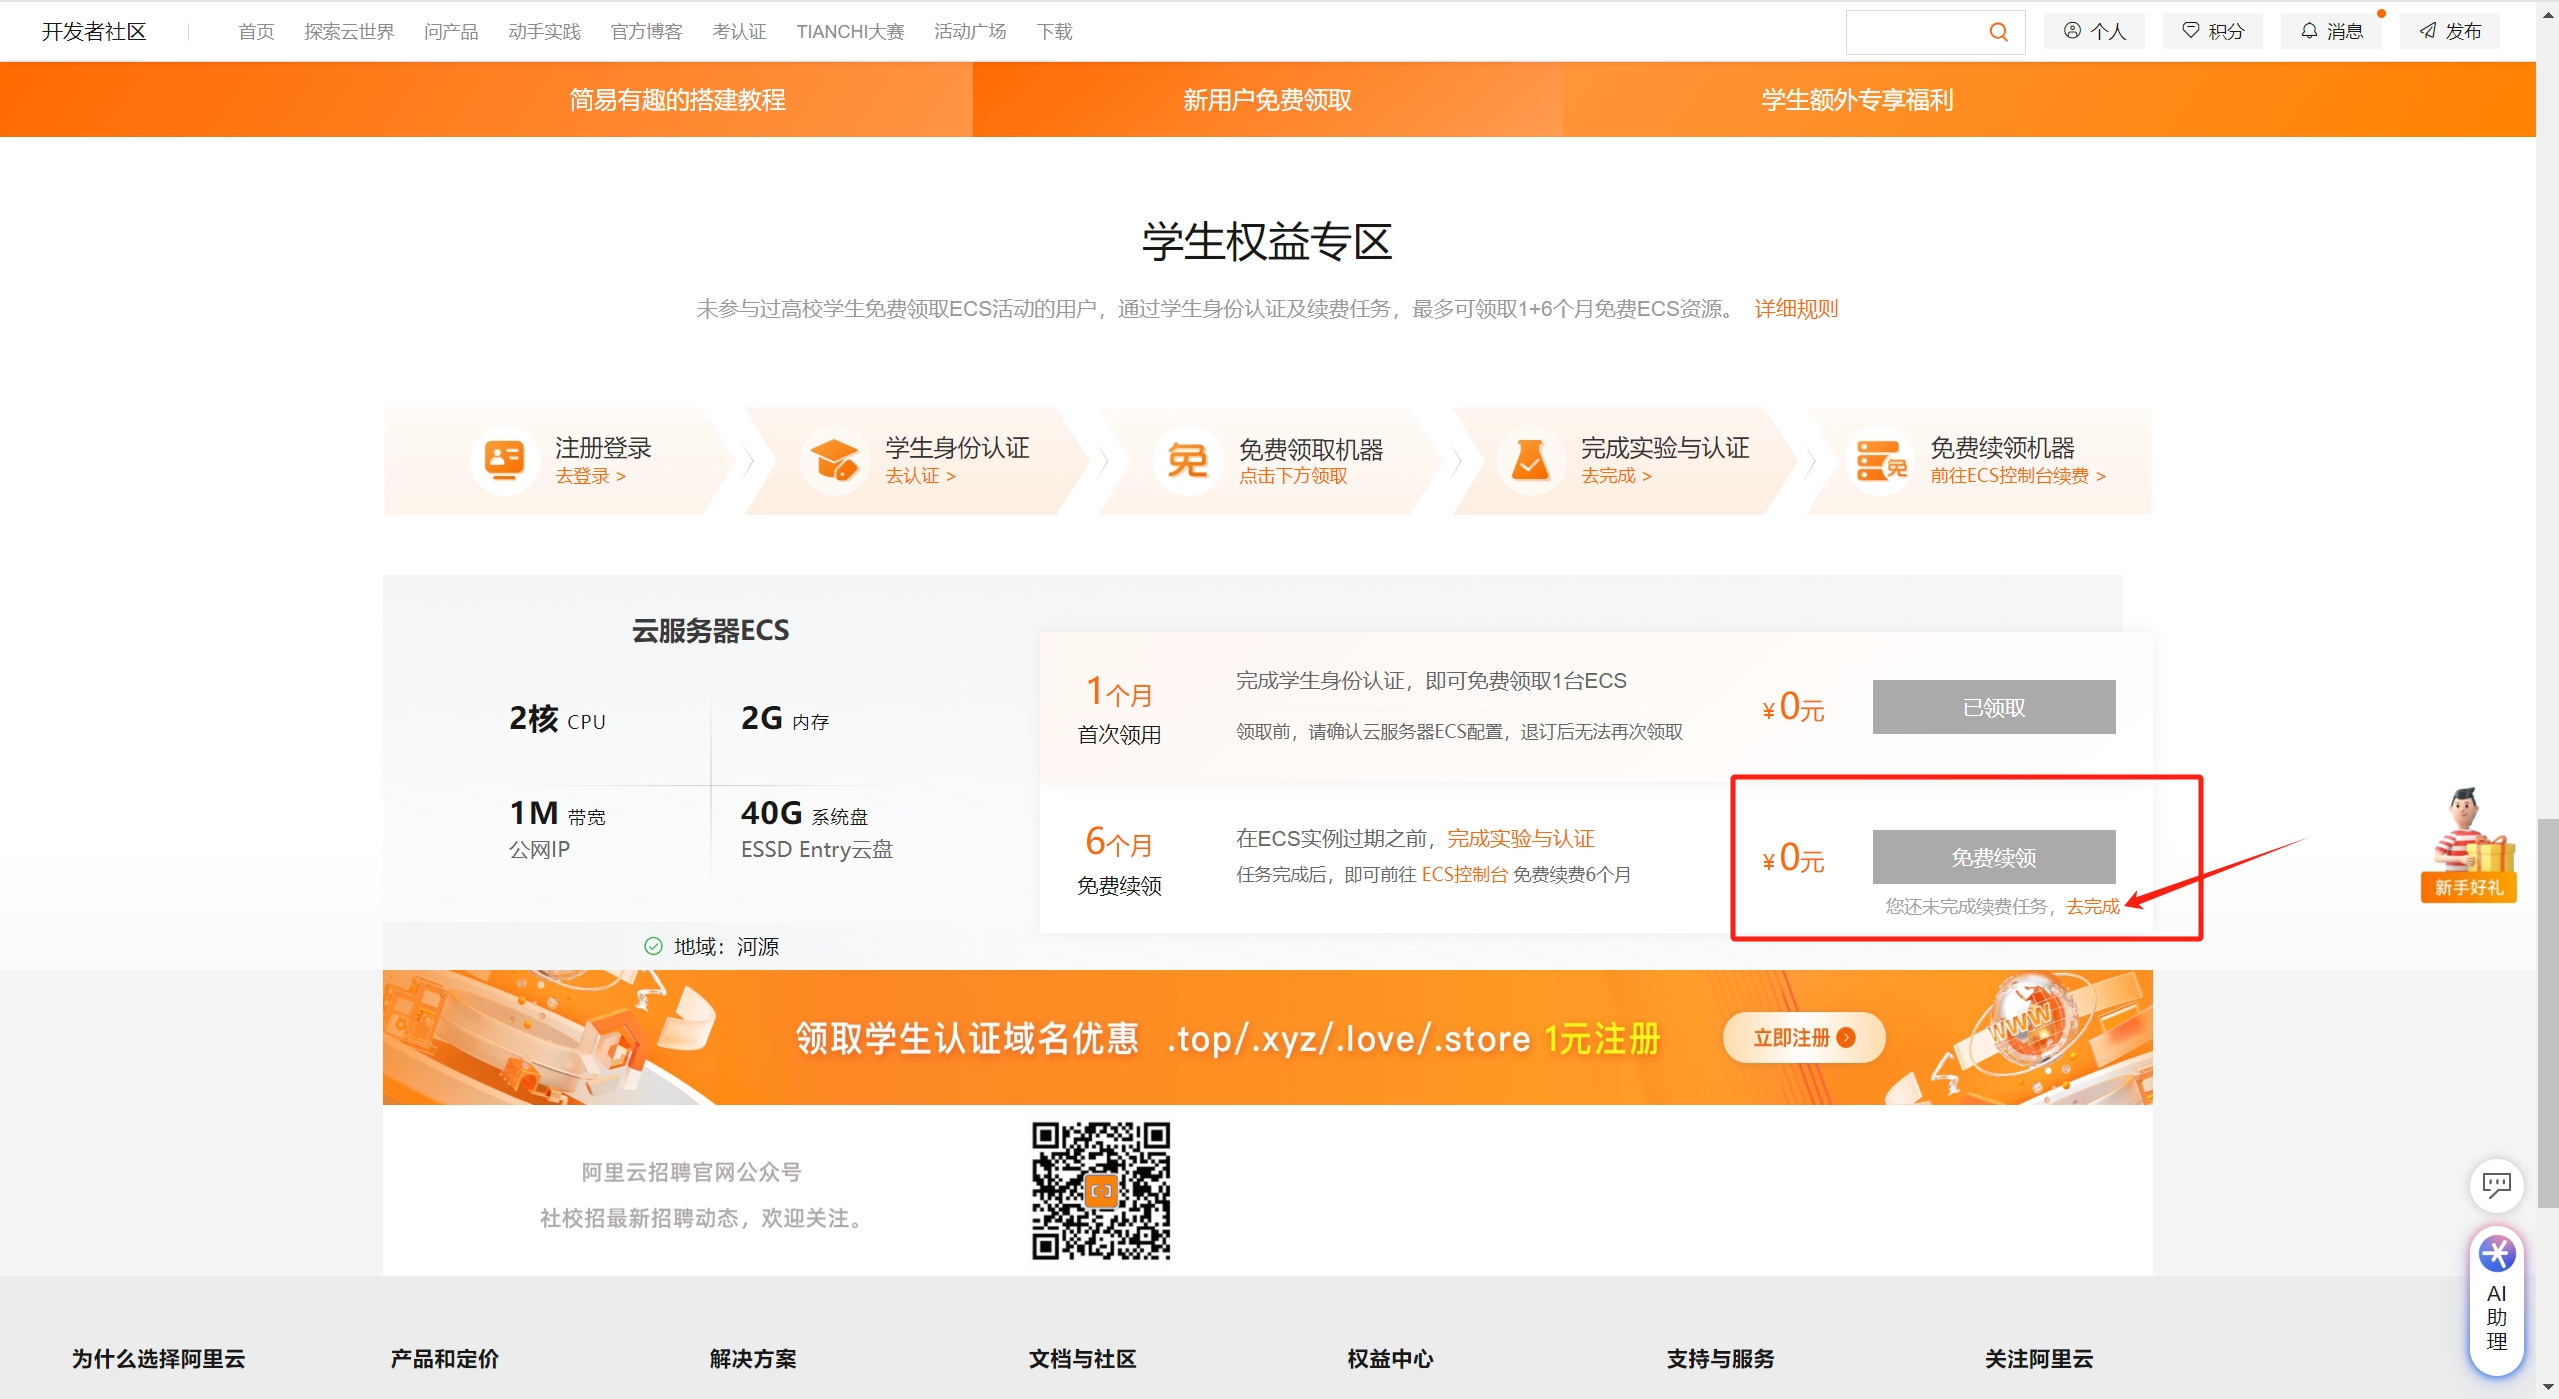 开发者社区 首页 探索云世界 问产品 动手实践 官方博客 考认证 TIANCHI大赛 活动广场 下载 个人 积分 消息 发布
简易有趣的搭建教程 新用户免费领取 学生额外专享福利
学生权益专区
未参与过高校学生免费领取ECS活动的用户，通过学生身份认证及续费任务，最多可领取1+6个月免费ECS资源。 详细规则
注册登录
去登录 >
学生身份认证
去认证 >
免
免费领取机器
点击下方领取
完成实验与认证
去完成 >
免
免费续领机器
前往ECS控制台续费 >
云服务器ECS
2核 CPU
2G 内存
1M 带宽
公网IP
40G 系统盘
ESSD Entry云盘
地域：河源
1个月
首次领用
完成学生身份认证，即可免费领取1台ECS
领取前，请确认云服务器ECS配置，退订后无法再次领取
¥0元
已领取
6个月
免费续领
在ECS实例过期之前，完成实验与认证
任务完成后，即可前往 ECS控制台 免费续费6个月
¥0元
免费续领
您还未完成续费任务，去完成
新手好礼
领取学生认证域名优惠 .top/.xyz/.love/.store 1元注册
立即注册
WWW
阿里云招聘官网公众号
社校招最新招聘动态，欢迎关注。
AI
助
理
为什么选择阿里云 产品和定价 解决方案 文档与社区 权益中心 支持与服务 关注阿里云